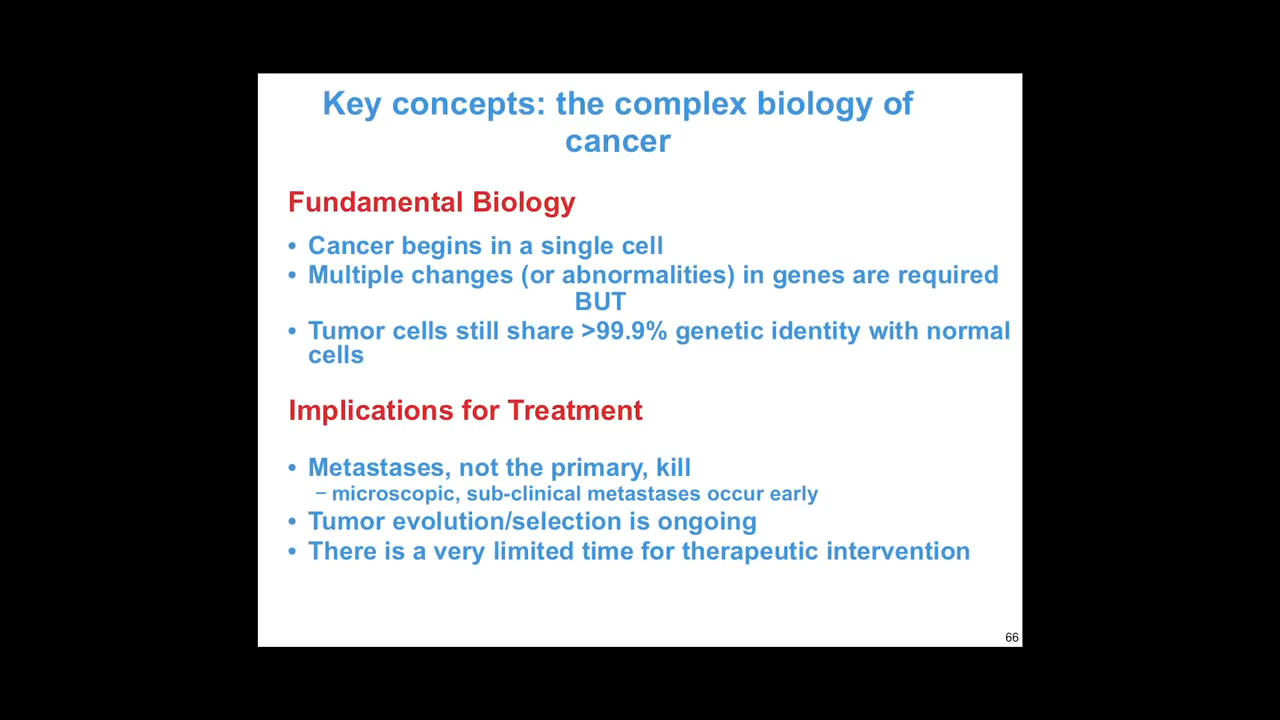 Key concepts: the complex biology of
cancer
Fundamental Biology
• Cancer begins in a single cell
• Multiple changes (or abnormalities) in genes are required
BUT
• Tumor cells still share >99.9% genetic identity with normal
cells
Implications for Treatment
• Metastases, not the primary, kill
– microscopic, sub-clinical metastases occur early
• Tumor evolution/selection is ongoing
• There is a very limited time for therapeutic intervention
66